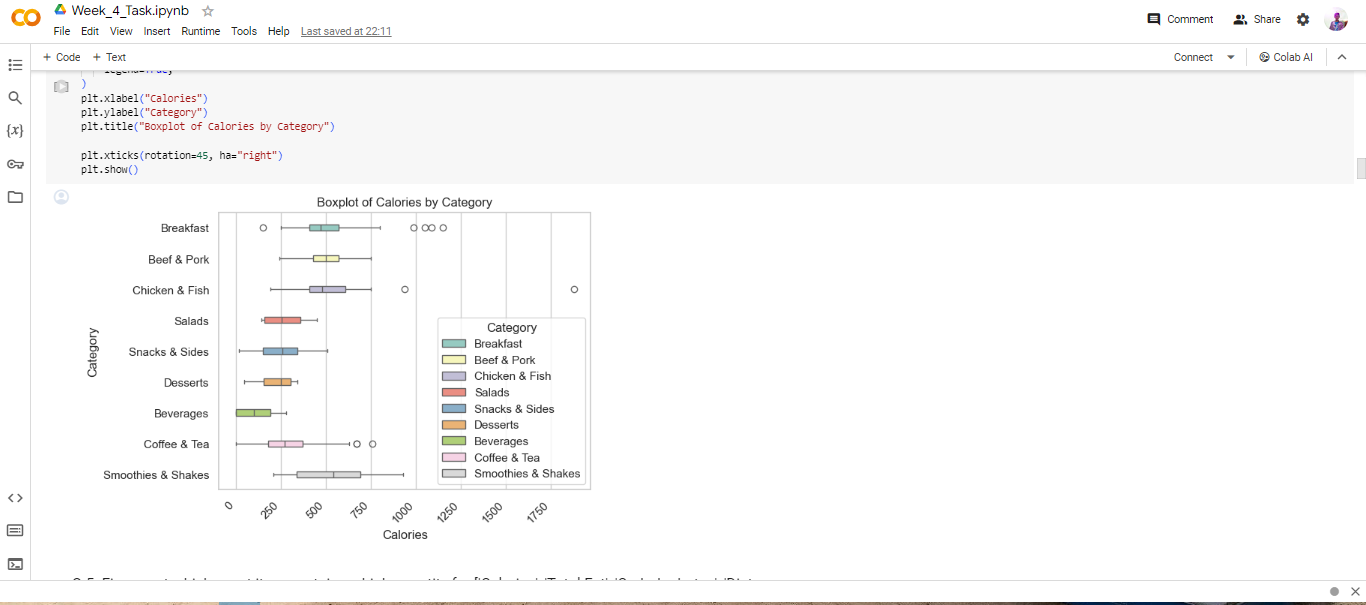 CO Week_4_Task.ipynb
File Edit View Insert Runtime Tools Help Last saved at 22:11
Comment Share
+ Code + Text
Connect Colab AI
{x}
)
plt.xlabel("Calories")
plt.ylabel("Category")
plt.title("Boxplot of Calories by Category")
plt.xticks(rotation=45, ha="right")
plt.show()
Boxplot of Calories by Category
Breakfast
Beef & Pork
Chicken & Fish
Salads
Snacks & Sides
Desserts
Beverages
Coffee & Tea
Smoothies & Shakes
Category
Category
Breakfast
Beef & Pork
Chicken & Fish
Salads
Snacks & Sides
Desserts
Beverages
Coffee & Tea
Smoothies & Shakes
0 250 500 750 1000 1250 1500 1750
Calories